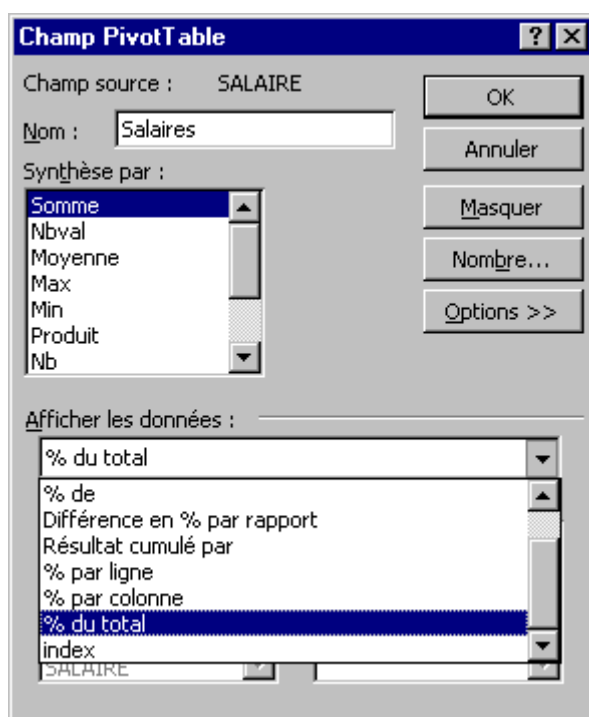 Champ PivotTable
Champ source : SALAIRE
OK
Nom : Salaires
Annuler
Synthèse par :
Somme
Nbval
Moyenne
Max
Min
Produit
Nb
Masquer
Nombre...
Options >>
Afficher les données :
% du total
% de
Différence en % par rapport
Résultat cumulé par
% par ligne
% par colonne
% du total
index
SALAIRE